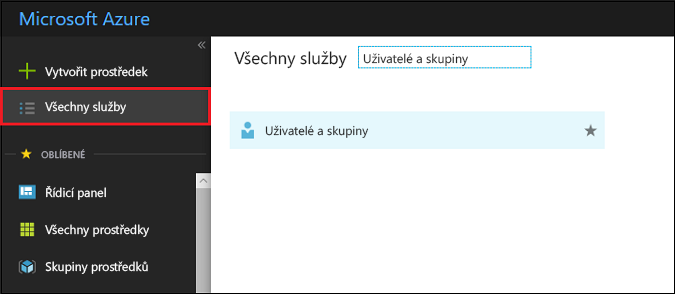 Microsoft Azure
«
Vytvořit prostředek
Všechny služby
OBLÍBENÉ
Řídicí panel
Všechny prostředky
Skupiny prostředků
Všechny služby
Uživatelé a skupiny
Uživatelé a skupiny